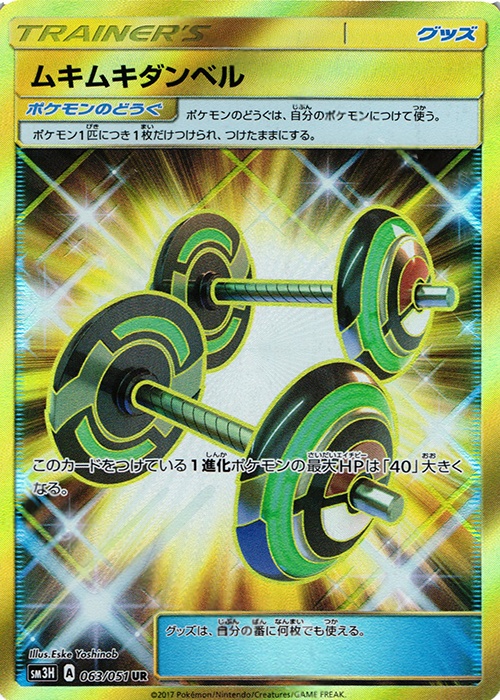 TRAINER'S
グッズ
ムキムキダンベル
ポケモンのどうぐ
ポケモンのどうぐは、自分のポケモンにつけて使う。
ポケモン1匹につき1枚だけつけられ、つけたままにする。
このカードをつけている1進化ポケモンの最大HPは「40」大きく
なる。
グッズは、自分の番に何枚でも使える。
Illus.Eske Yoshinob
SM3H A 063/051 UR
©2017 Pokémon/Nintendo/Creatures/GAME FREAK.